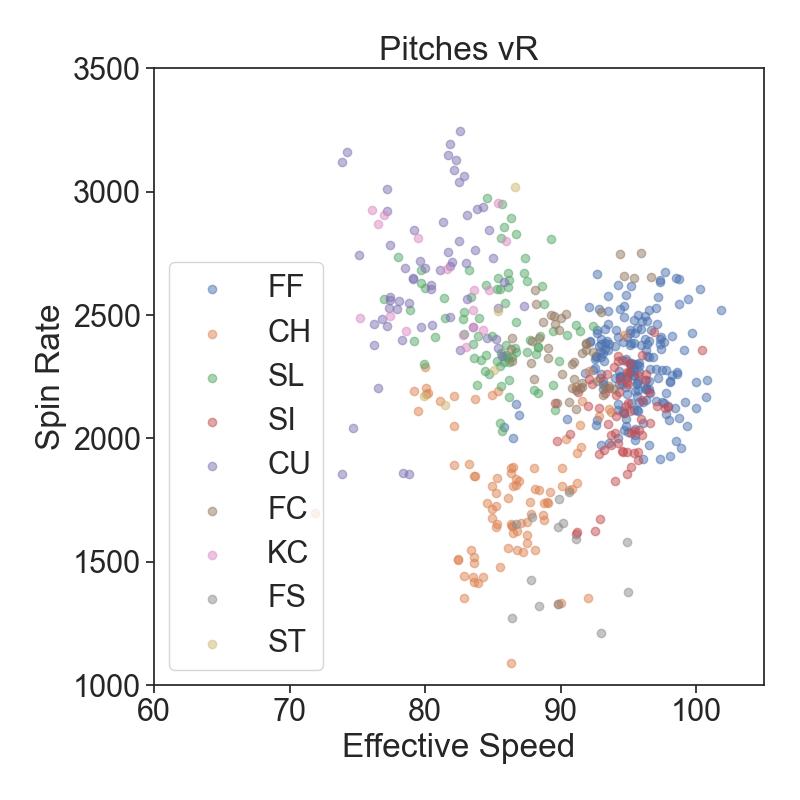 Pitches vR
3500
3000
2500
2000
1500
1000
Spin Rate
FF
CH
SL
SI
CU
FC
KC
FS
ST
60 70 80 90 100
Effective Speed